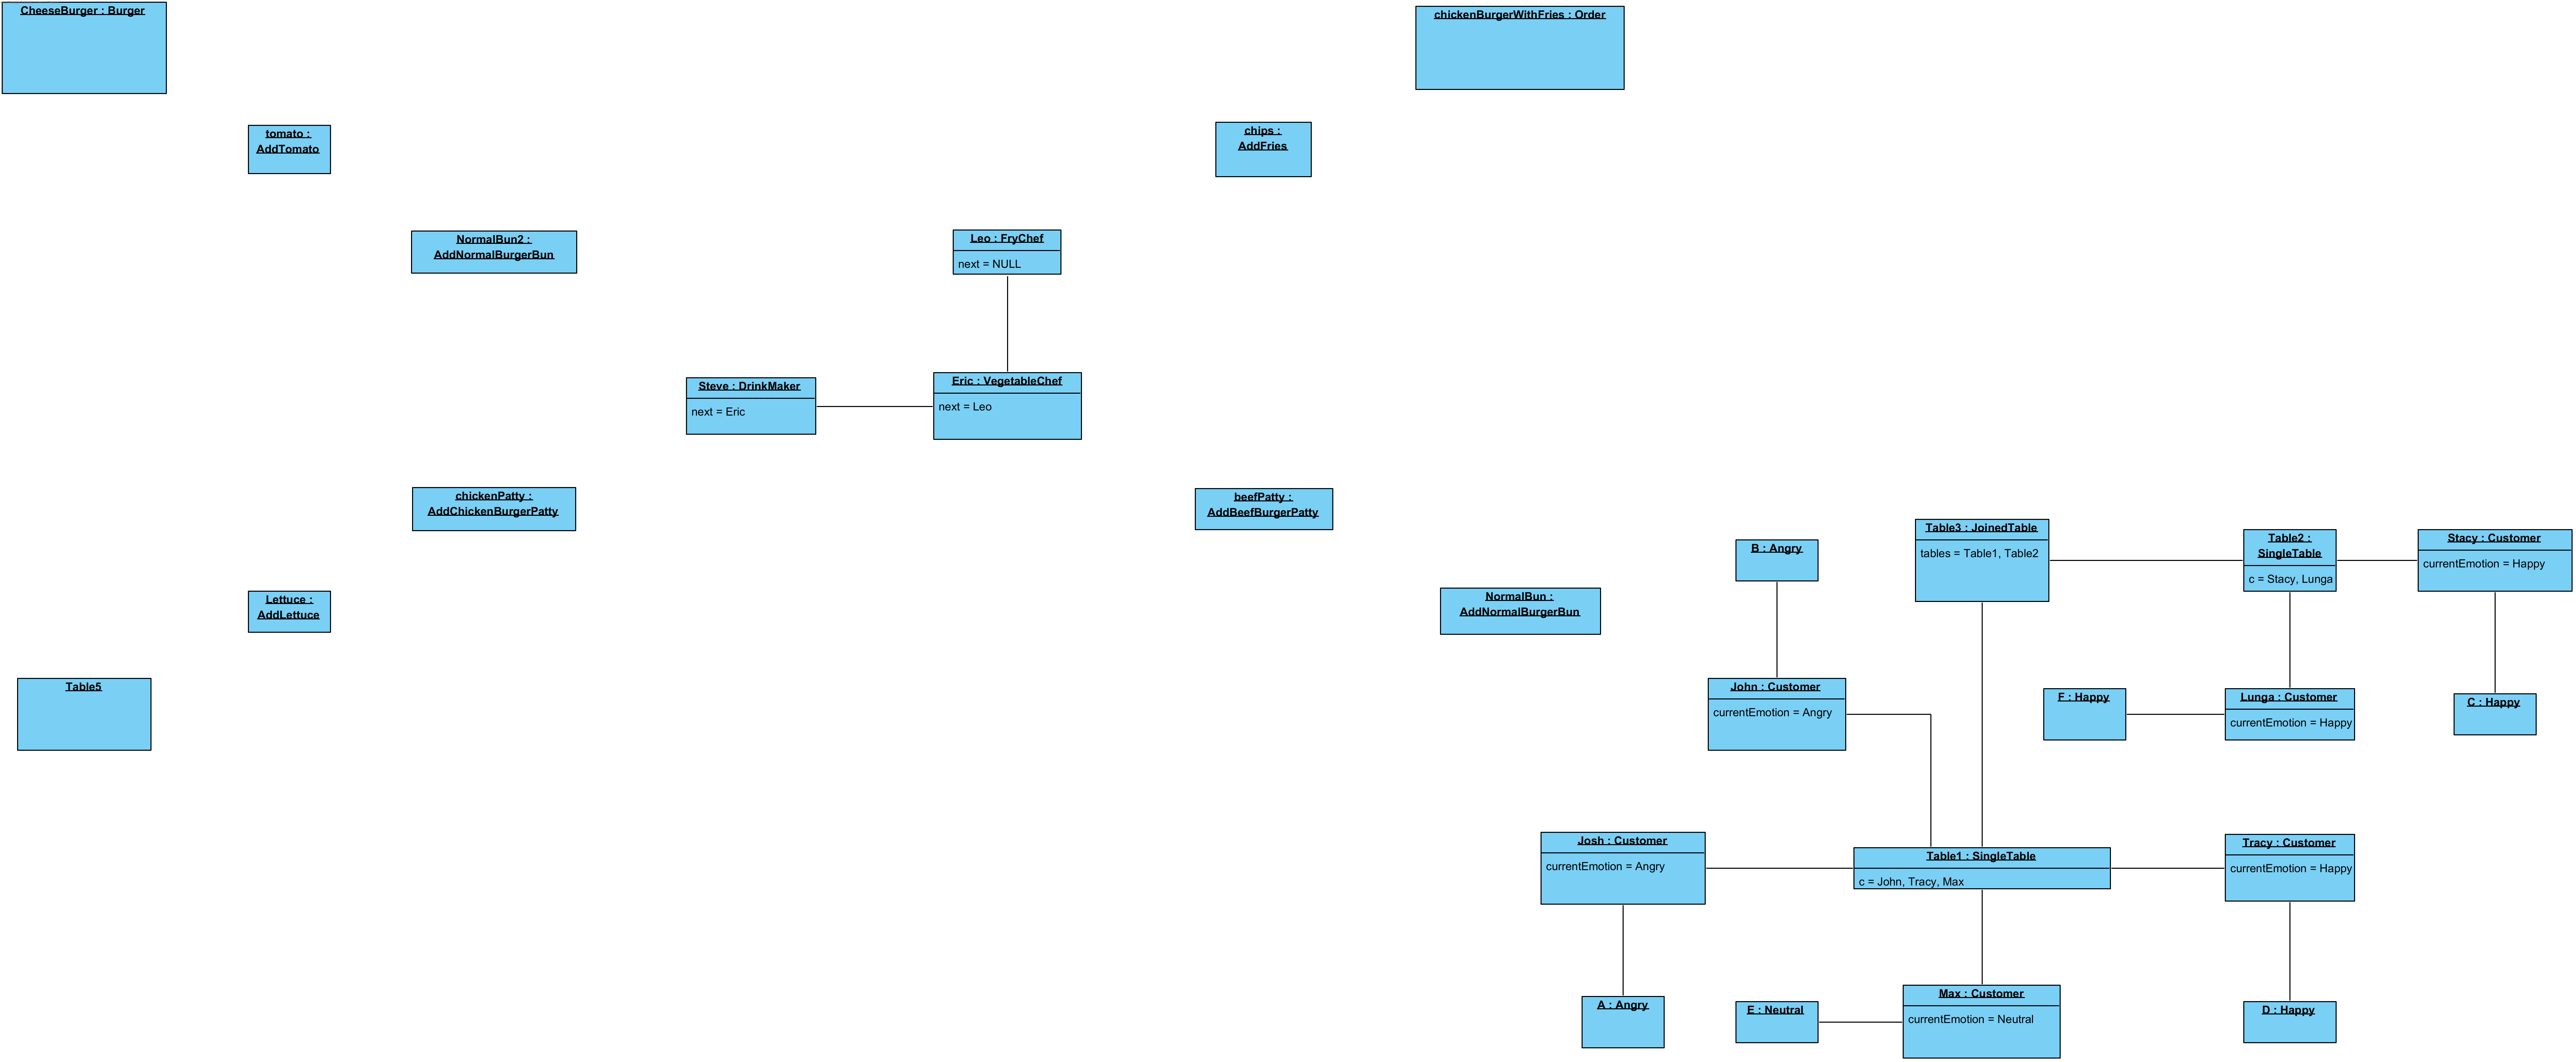 CheeseBurger : Burger
chickenBurgerWithFries : Order
tomato :
AddTomato
chips :
AddFries
NormalBun2 :
AddNormalBurgerBun
Leo : FryChef
next = NULL
Steve : DrinkMaker
next = Eric
Eric : VegetableChef
next = Leo
chickenPatty :
AddChickenBurgerPatty
beefPatty :
AddBeefBurgerPatty
Table3 : JoinedTable
tables = Table1, Table2
Table2 :
SingleTable
c = Stacy, Lunga
Stacy : Customer
currentEmotion = Happy
B : Angry
Lettuce :
AddLettuce
NormalBun :
AddNormalBurgerBun
Table5
John : Customer
currentEmotion = Angry
F : Happy
Lunga : Customer
currentEmotion = Happy
C : Happy
Josh : Customer
currentEmotion = Angry
Table1 : SingleTable
c = John, Tracy, Max
Tracy : Customer
currentEmotion = Happy
A : Angry
E : Neutral
Max : Customer
currentEmotion = Neutral
D : Happy